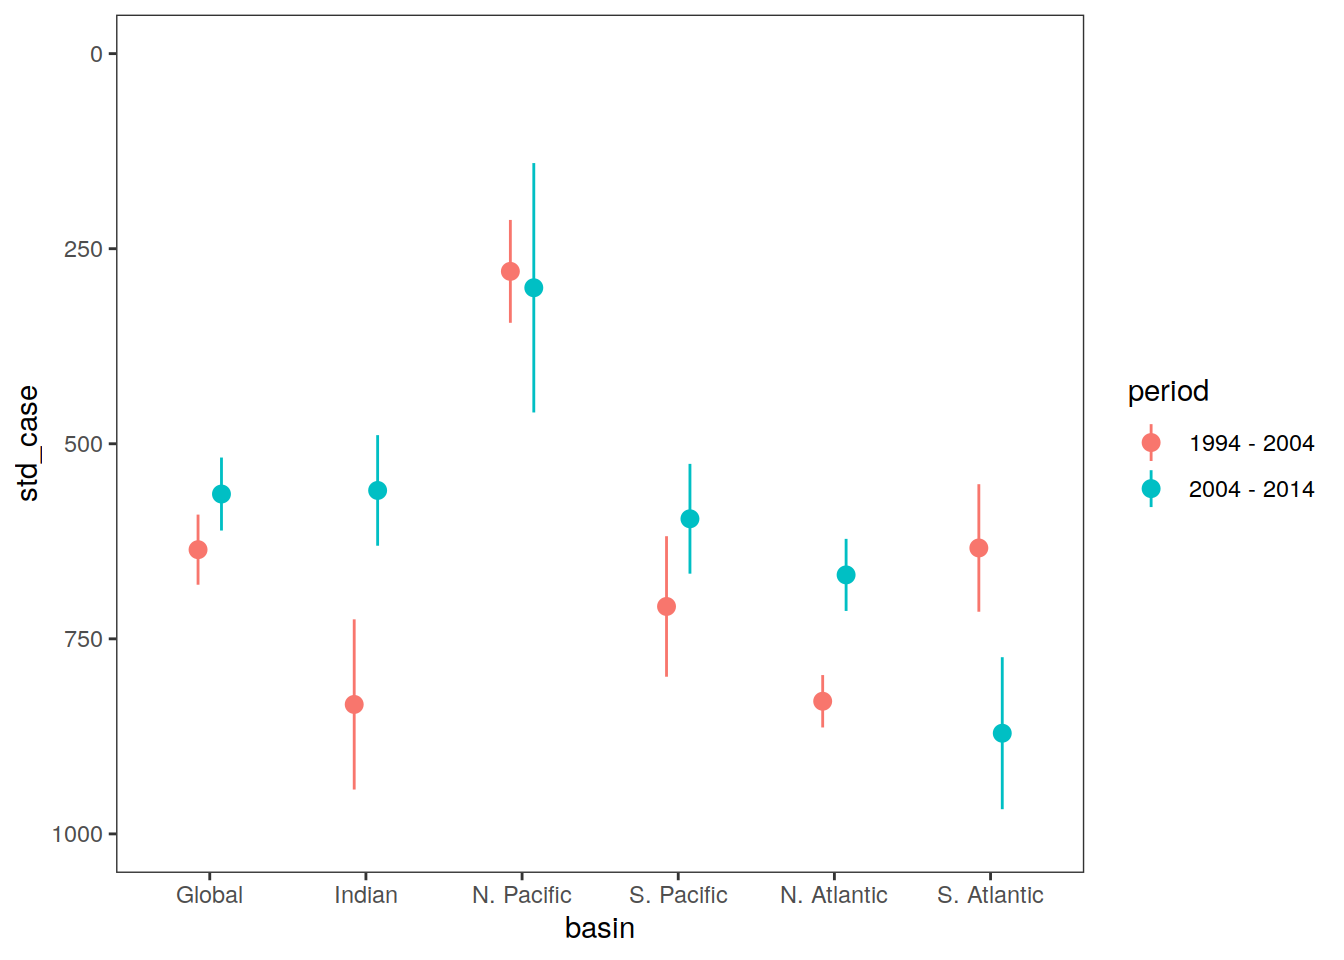 0
250
500
750
1000
std_case
Global Indian N. Pacific S. Pacific N. Atlantic S. Atlantic
basin
period
1994 - 2004
2004 - 2014